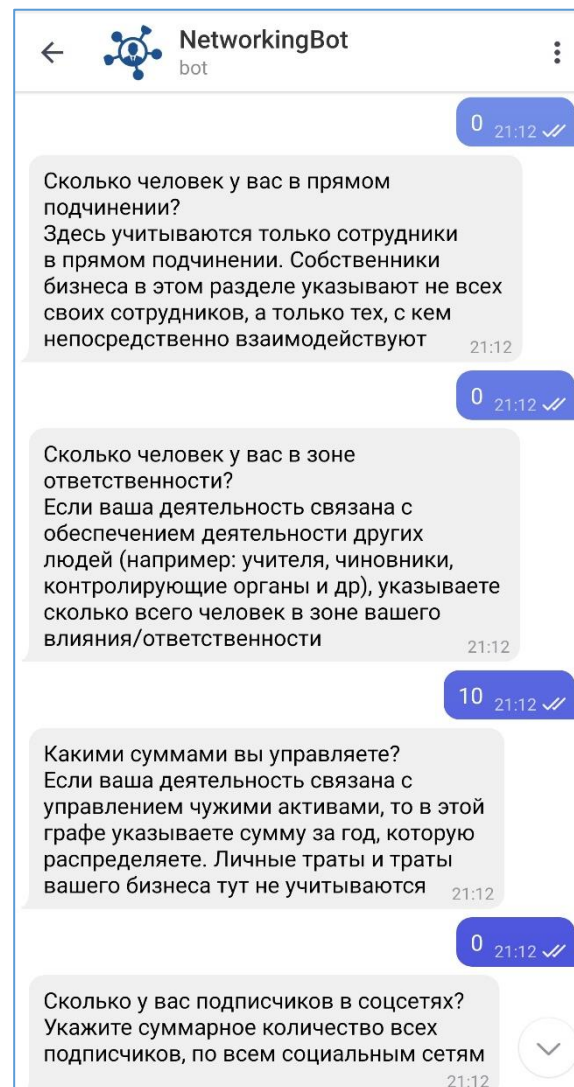 NetworkingBot
bot
0 21:12
Сколько человек у вас в прямом
подчинении?
Здесь учитываются только сотрудники
в прямом подчинении. Собственники
бизнеса в этом разделе указывают не всех
своих сотрудников, а только тех, с кем
непосредственно взаимодействуют 21:12
0 21:12
Сколько человек у вас в зоне
ответственности?
Если ваша деятельность связана с
обеспечением деятельности других
людей (например: учителя, чиновники,
контролирующие органы и др), указываете
сколько всего человек в зоне вашего
влияния/ответственности 21:12
10 21:12
Какими суммами вы управляете?
Если ваша деятельность связана с
управлением чужими активами, то в этой
графе указываете сумму за год, которую
распределяете. Личные траты и траты
вашего бизнеса тут не учитываются 21:12
0 21:12
Сколько у вас подписчиков в соцсетях?
Укажите суммарное количество всех
подписчиков, по всем социальным сетям
21:12